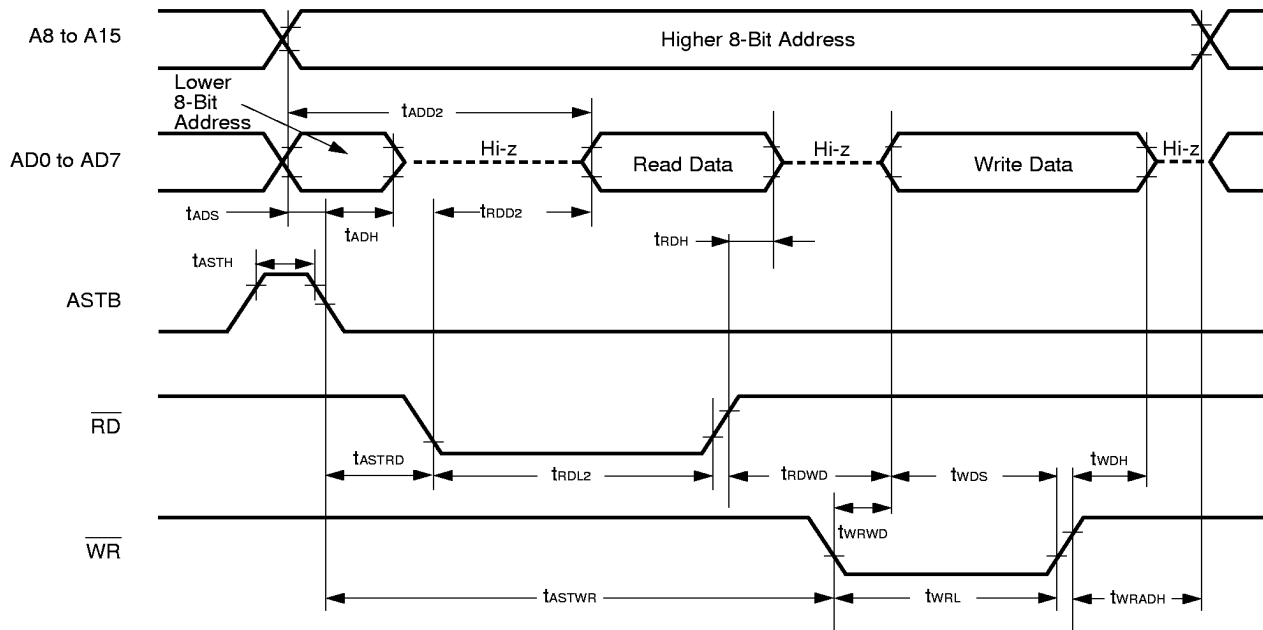 A8 to A15
Higher 8-Bit Address
Lower
8-Bit
Address
tADD2
AD0 to AD7
Hi-z
Read Data
Hi-z
Write Data
Hi-z
tADS
tADH
tRDD2
tRDH
tASTH
ASTB
RD
tASTRD
tRDL2
tRDWD
tWDS
tWDH
WR
tWRWD
tASTWR
tWRL
tWRADH